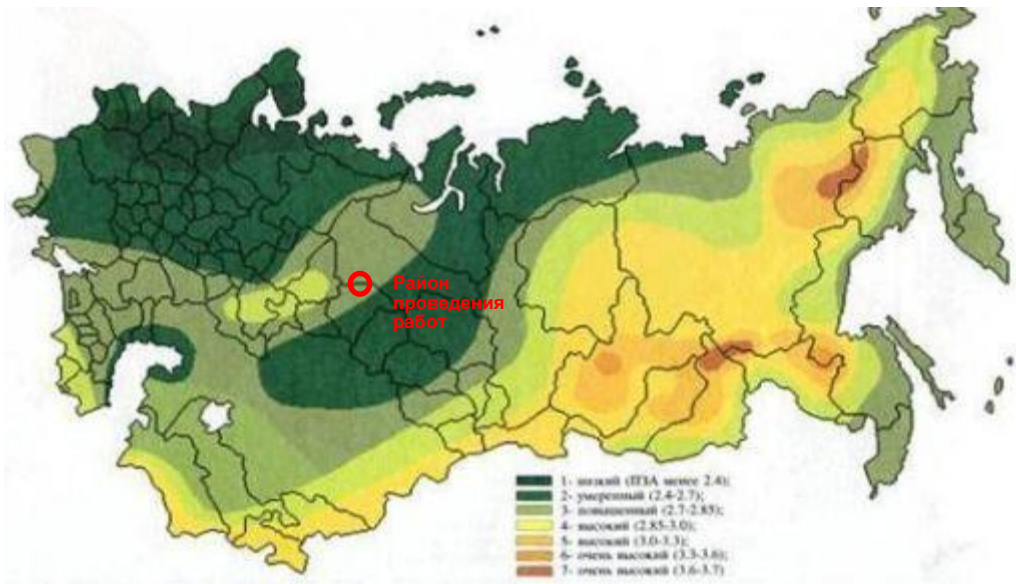 Район
проведения
работ
1- низкий (ПЗА менее 2.4);
2- умеренный (2.4-2.7);
3- повышенный (2.7-2.85);
4- высокий (2.85-3.0);
5- высокий (3.0-3.3);
6- очень высокий (3.3-3.6);
7- очень высокий (3.6-3.7)